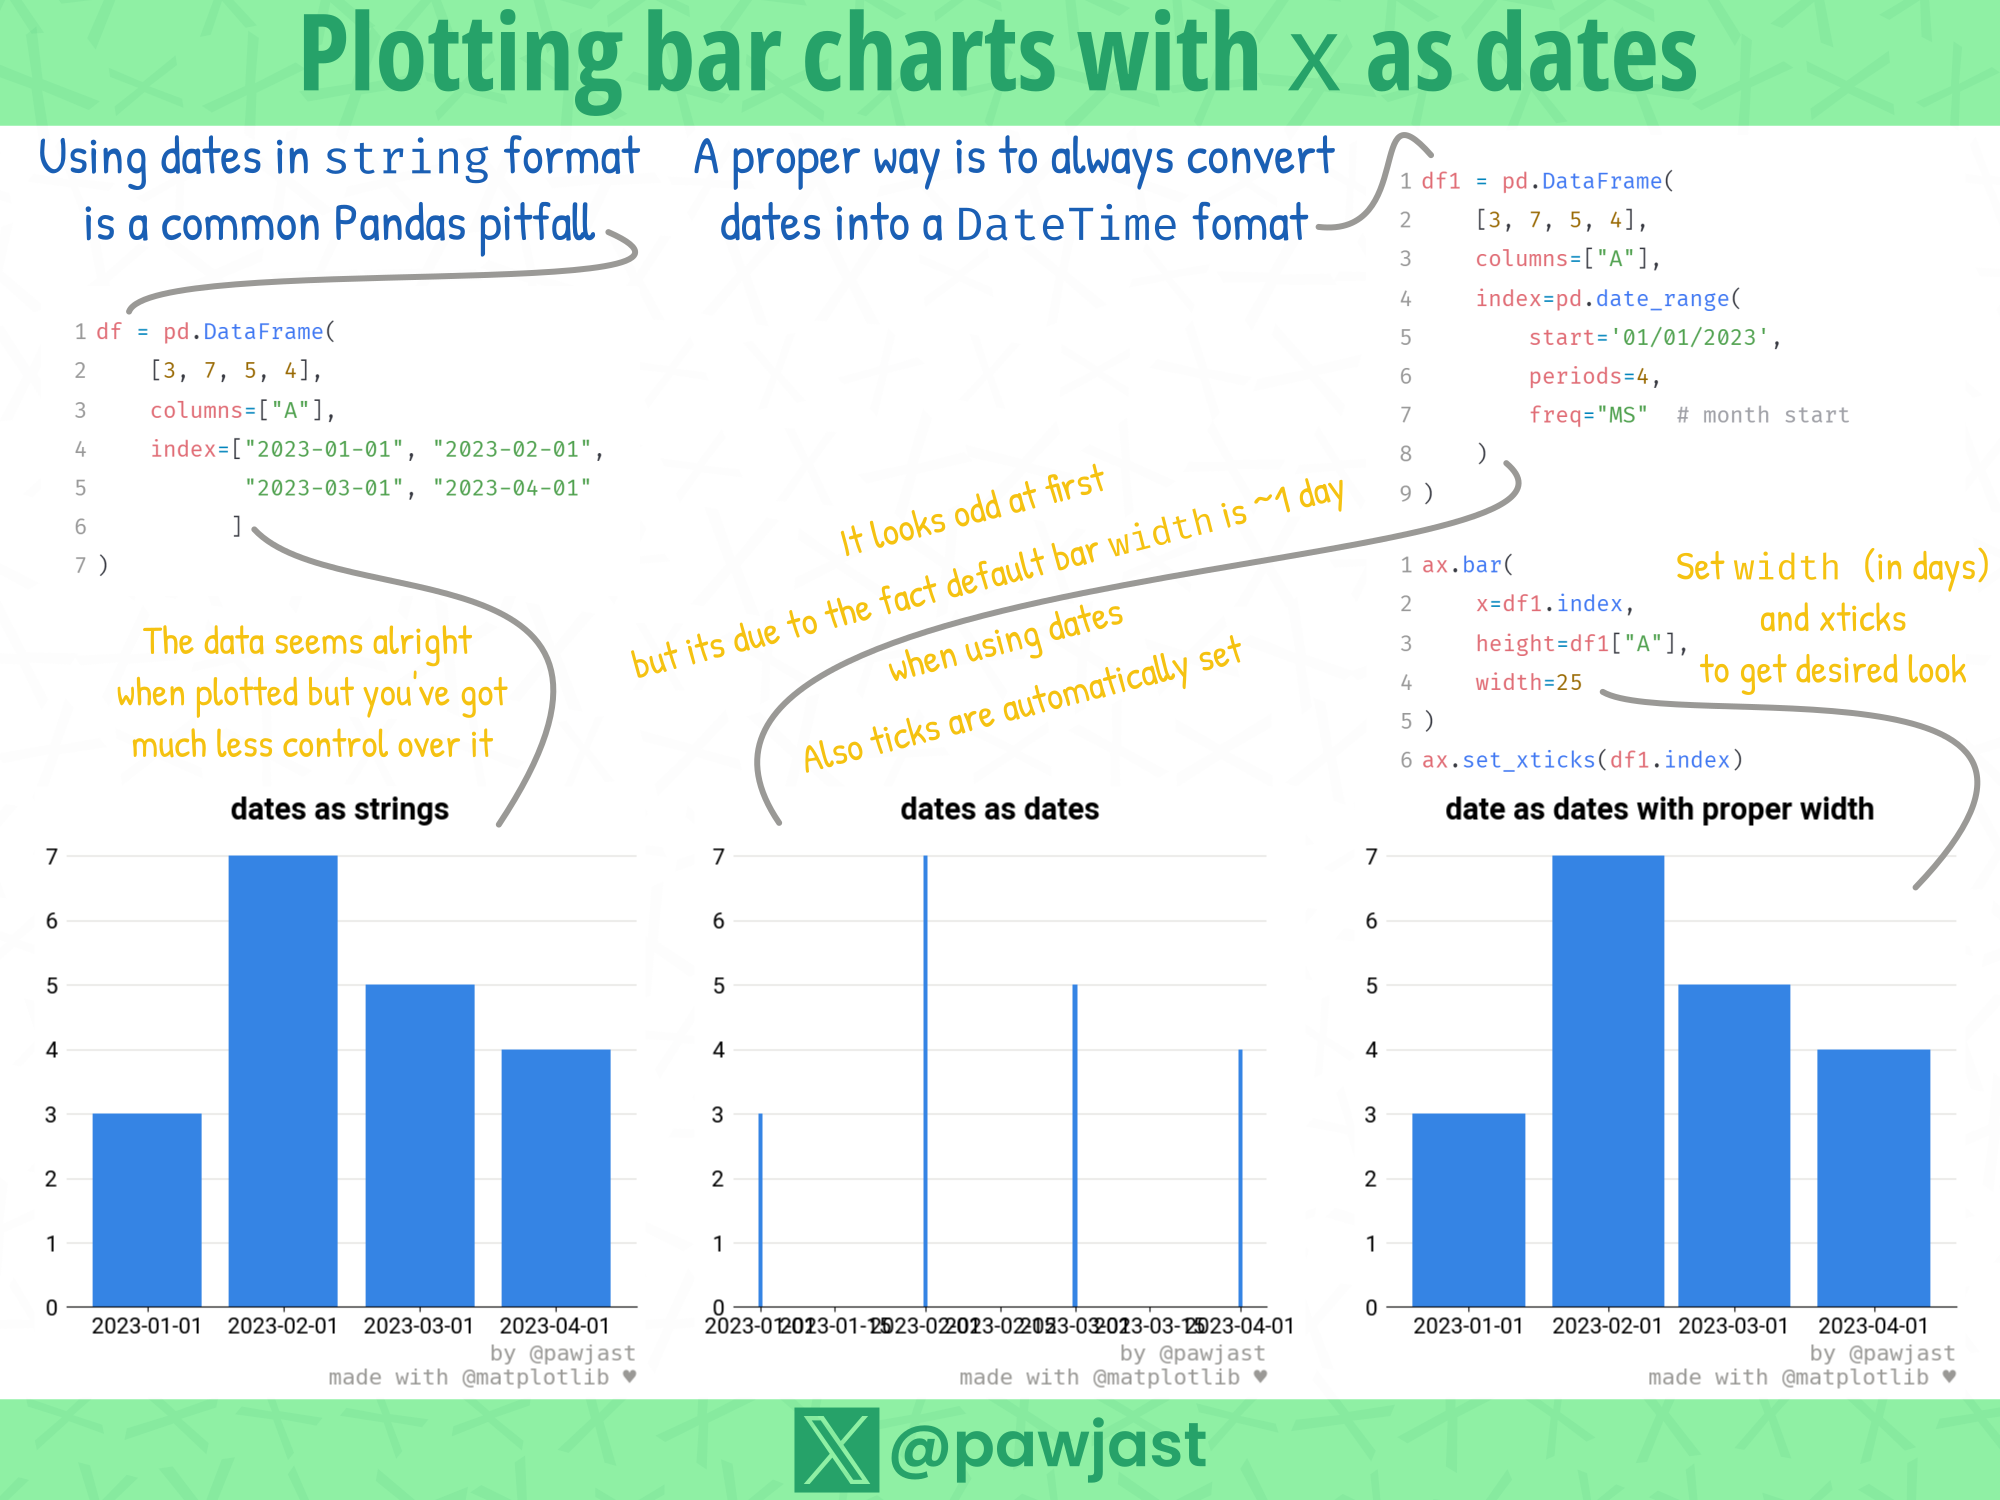 Plotting bar charts with x as dates
Using dates in string format
is a common Pandas pitfall
1 df = pd.DataFrame(
2     [3, 7, 5, 4],
3     columns=["A"],
4     index=["2023-01-01", "2023-02-01",
5            "2023-03-01", "2023-04-01"
6           ]
7 )
The data seems alright
when plotted but you've got
much less control over it
A proper way is to always convert
dates into a DateTime fomat
It looks odd at first
but its due to the fact default bar width is ~1 day
when using dates
Also ticks are automatically set
1 df1 = pd.DataFrame(
2     [3, 7, 5, 4],
3     columns=["A"],
4     index=pd.date_range(
5         start='01/01/2023',
6         periods=4,
7         freq="MS"  # month start
8     )
9 )
1 ax.bar(
2     x=df1.index,
3     height=df1["A"],
4     width=25
5 )
6 ax.set_xticks(df1.index)
Set width (in days)
and xticks
to get desired look
dates as strings
7
6
5
4
3
2
1
0
2023-01-01 2023-02-01 2023-03-01 2023-04-01
by @pawjast
made with @matplotlib ♥
dates as dates
7
6
5
4
3
2
1
0
2023-01-01 2023-01-15 2023-02-01 2023-02-15 2023-03-01 2023-03-15 2023-04-01
by @pawjast
made with @matplotlib ♥
date as dates with proper width
7
6
5
4
3
2
1
0
2023-01-01 2023-02-01 2023-03-01 2023-04-01
by @pawjast
made with @matplotlib ♥
@pawjast